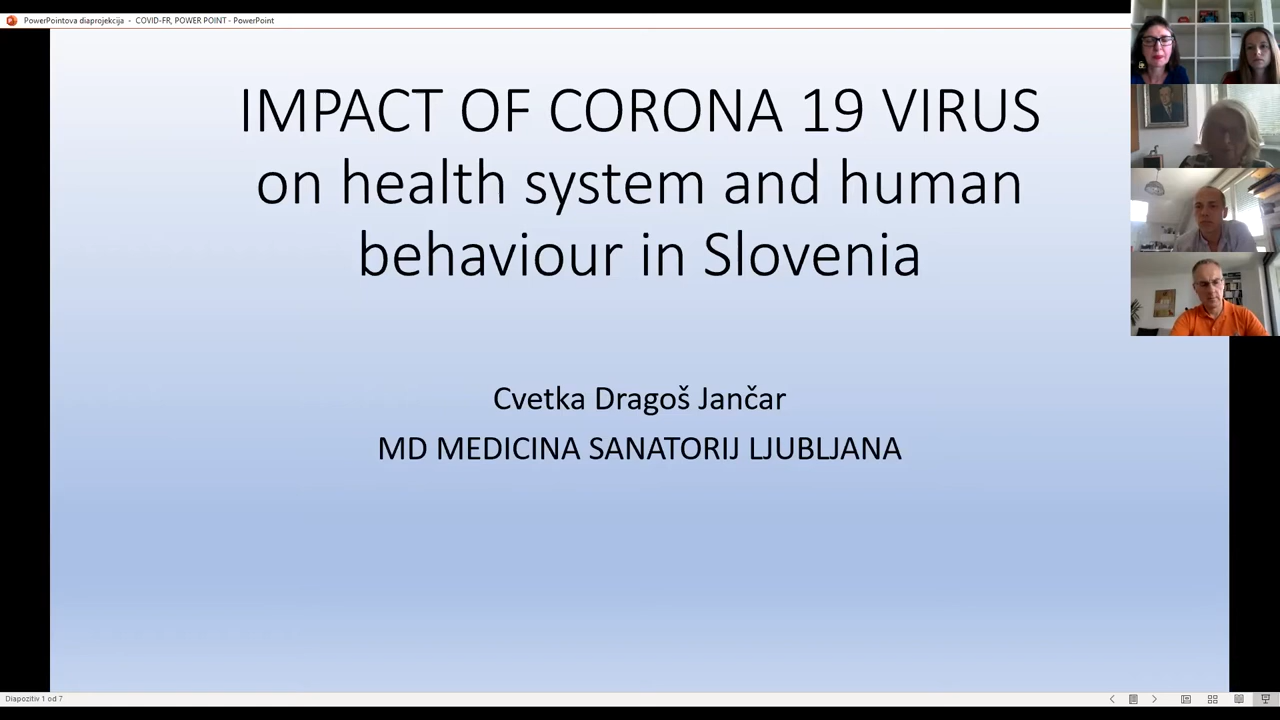 PowerPointova diaprojekcija - COVID-FR, POWER POINT - PowerPoint
IMPACT OF CORONA 19 VIRUS
on health system and human
behaviour in Slovenia
Cvetka Dragoš Jančar
MD MEDICINA SANATORIJ LJUBLJANA
Diapozitiv 1 od 7